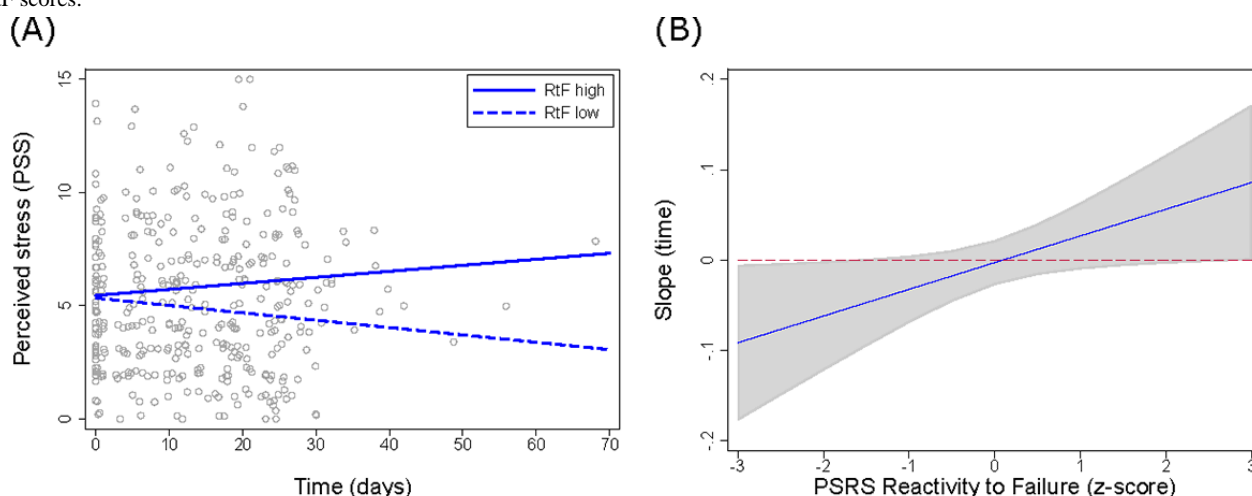 scores.
(A)
Perceived stress (PSS)
15
10
5
0
RtF high
RtF low
0 10 20 30 40 50 60 70
Time (days)
(B)
Slope (time)
.2
.1
0
-.1
-.2
-3 -2 -1 0 1 2 3
PSRS Reactivity to Failure (z-score)